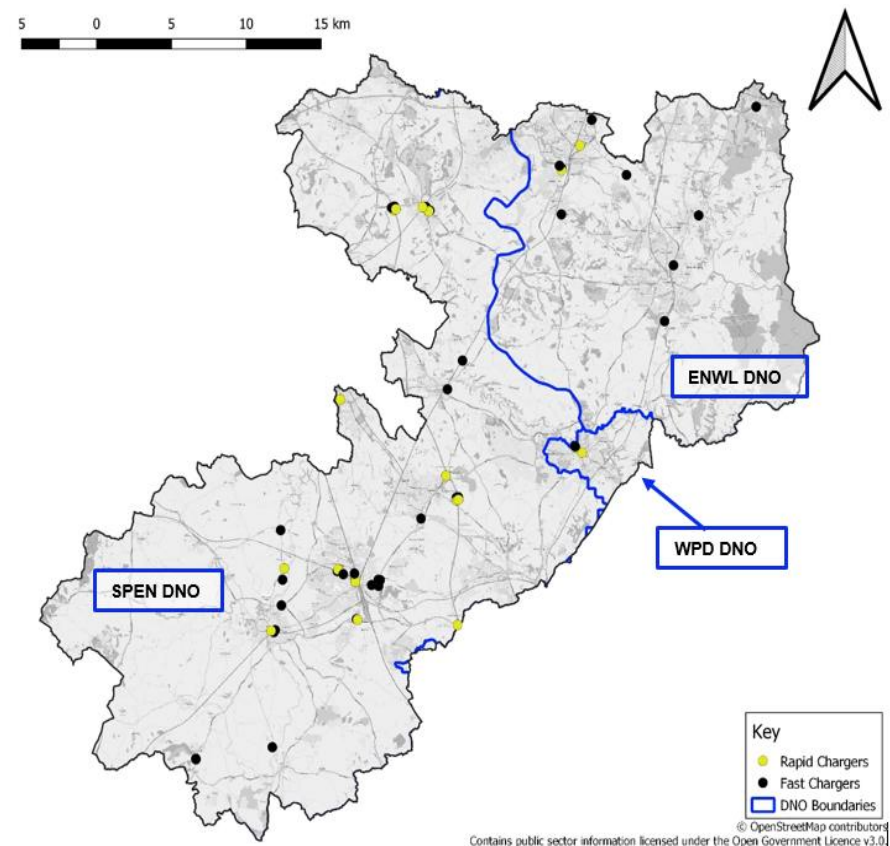 5 0 5 10 15 km
ENWL DNO
WPD DNO
SPEN DNO
Key
Rapid Chargers
Fast Chargers
DNO Boundaries
© OpenStreetMap contributors
Contains public sector information licensed under the Open Government Licence v3.0.